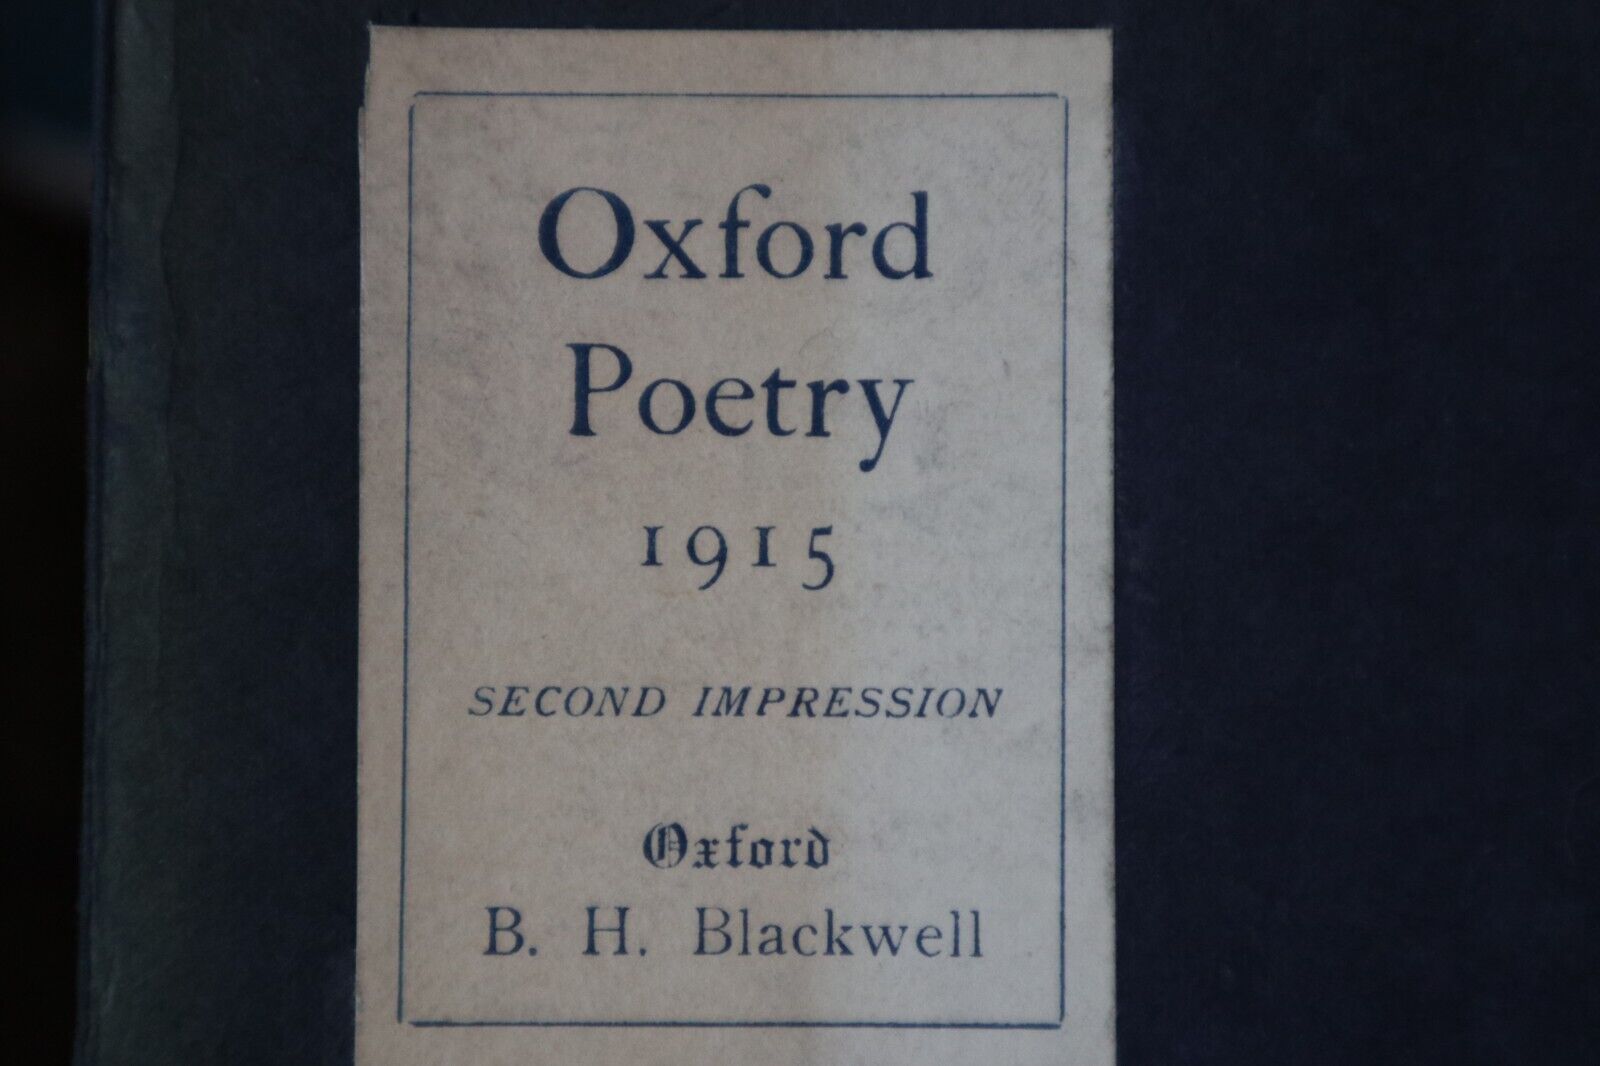 Oxford
Poetry
1915
SECOND IMPRESSION
Oxford
B. H. Blackwell